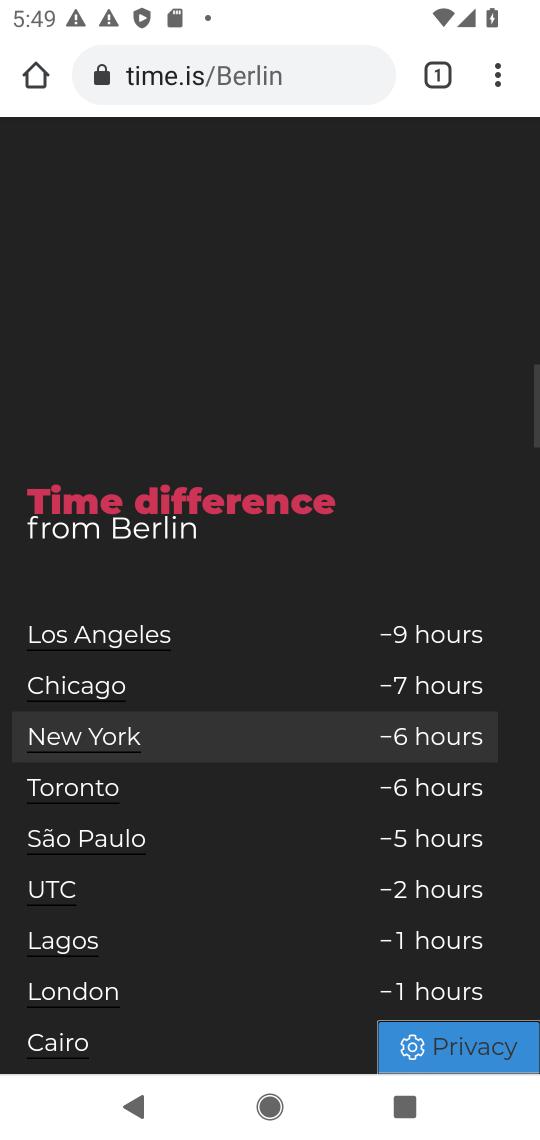 5:49
time.is/Berlin
1
Time difference
from Berlin
Los Angeles −9 hours
Chicago −7 hours
New York −6 hours
Toronto −6 hours
São Paulo −5 hours
UTC −2 hours
Lagos −1 hours
London −1 hours
Cairo
Privacy